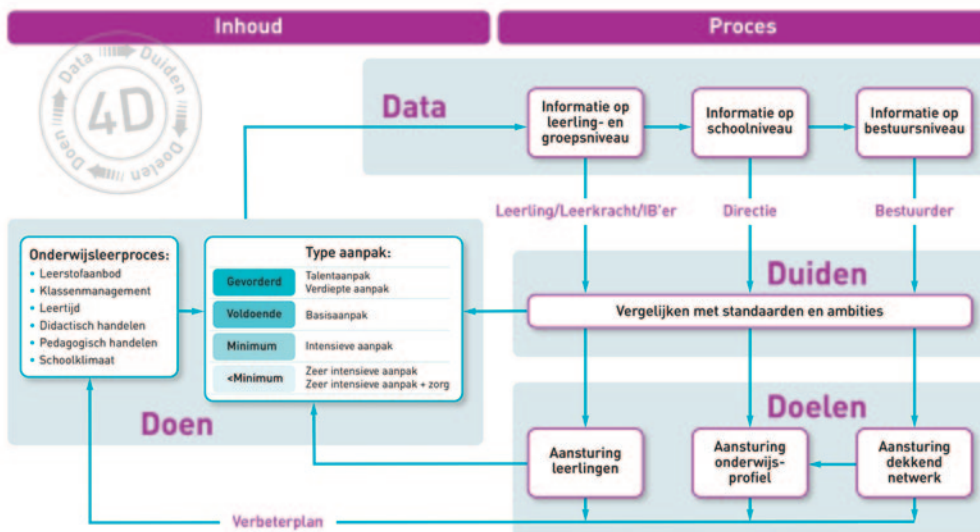 Inhoud
Proces
Data
Duiden
Doelen
Doen
4D
Data
Informatie op
leerling- en
groepsniveau
Informatie op
schoolniveau
Informatie op
bestuursniveau
Leerling/Leerkracht/IB'er
Directie
Bestuurder
Duiden
Vergelijken met standaarden en ambities
Onderwijsleerproces:
• Leerstofaanbod
• Klassenmanagement
• Leertijd
• Didactisch handelen
• Pedagogisch handelen
• Schoolklimaat
Type aanpak:
Gevorderd
Talentaanpak
Verdiepte aanpak
Voldoende
Basisaanpak
Minimum
Intensieve aanpak
<Minimum
Zeer intensieve aanpak
Zeer intensieve aanpak + zorg
Doen
Doelen
Aansturing
leerlingen
Aansturing
onderwijs-
profiel
Aansturing
dekkend
netwerk
Verbeterplan